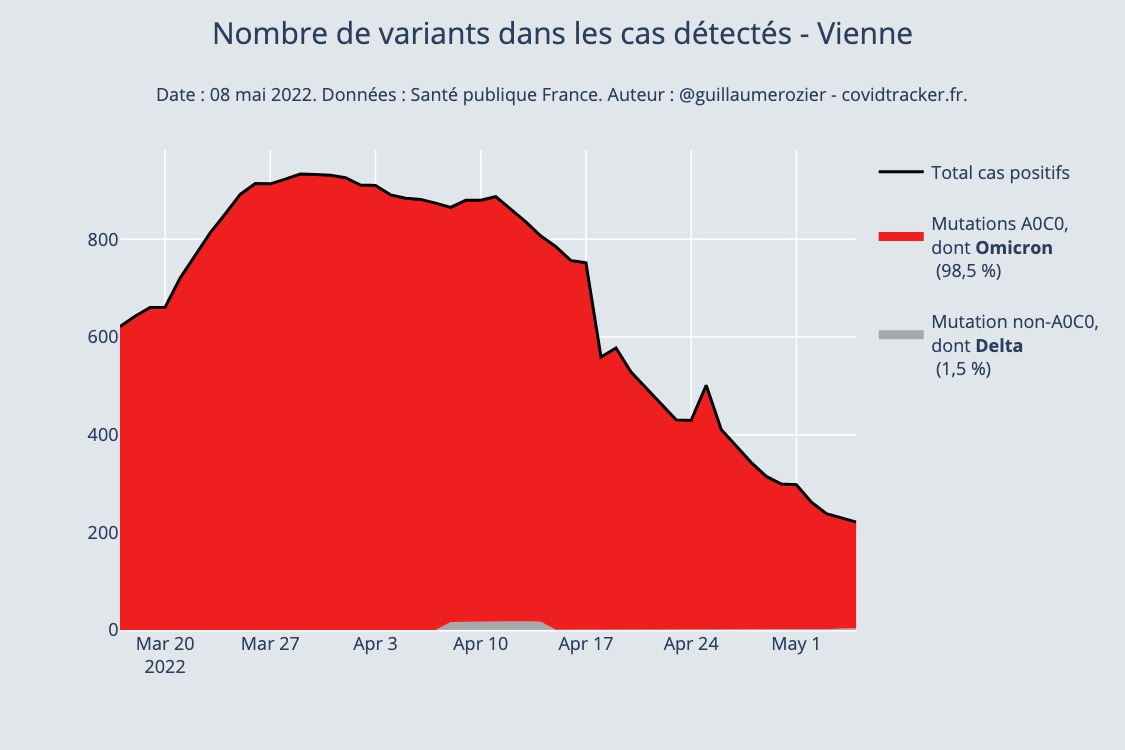 Nombre de variants dans les cas détectés - Vienne
Date : 08 mai 2022. Données : Santé publique France. Auteur : @guillaumerozier - covidtracker.fr.
Total cas positifs
Mutations A0C0,
dont Omicron
(98,5 %)
Mutation non-A0C0,
dont Delta
(1,5 %)
800
600
400
200
0
Mar 20 Mar 27 Apr 3 Apr 10 Apr 17 Apr 24 May 1
2022